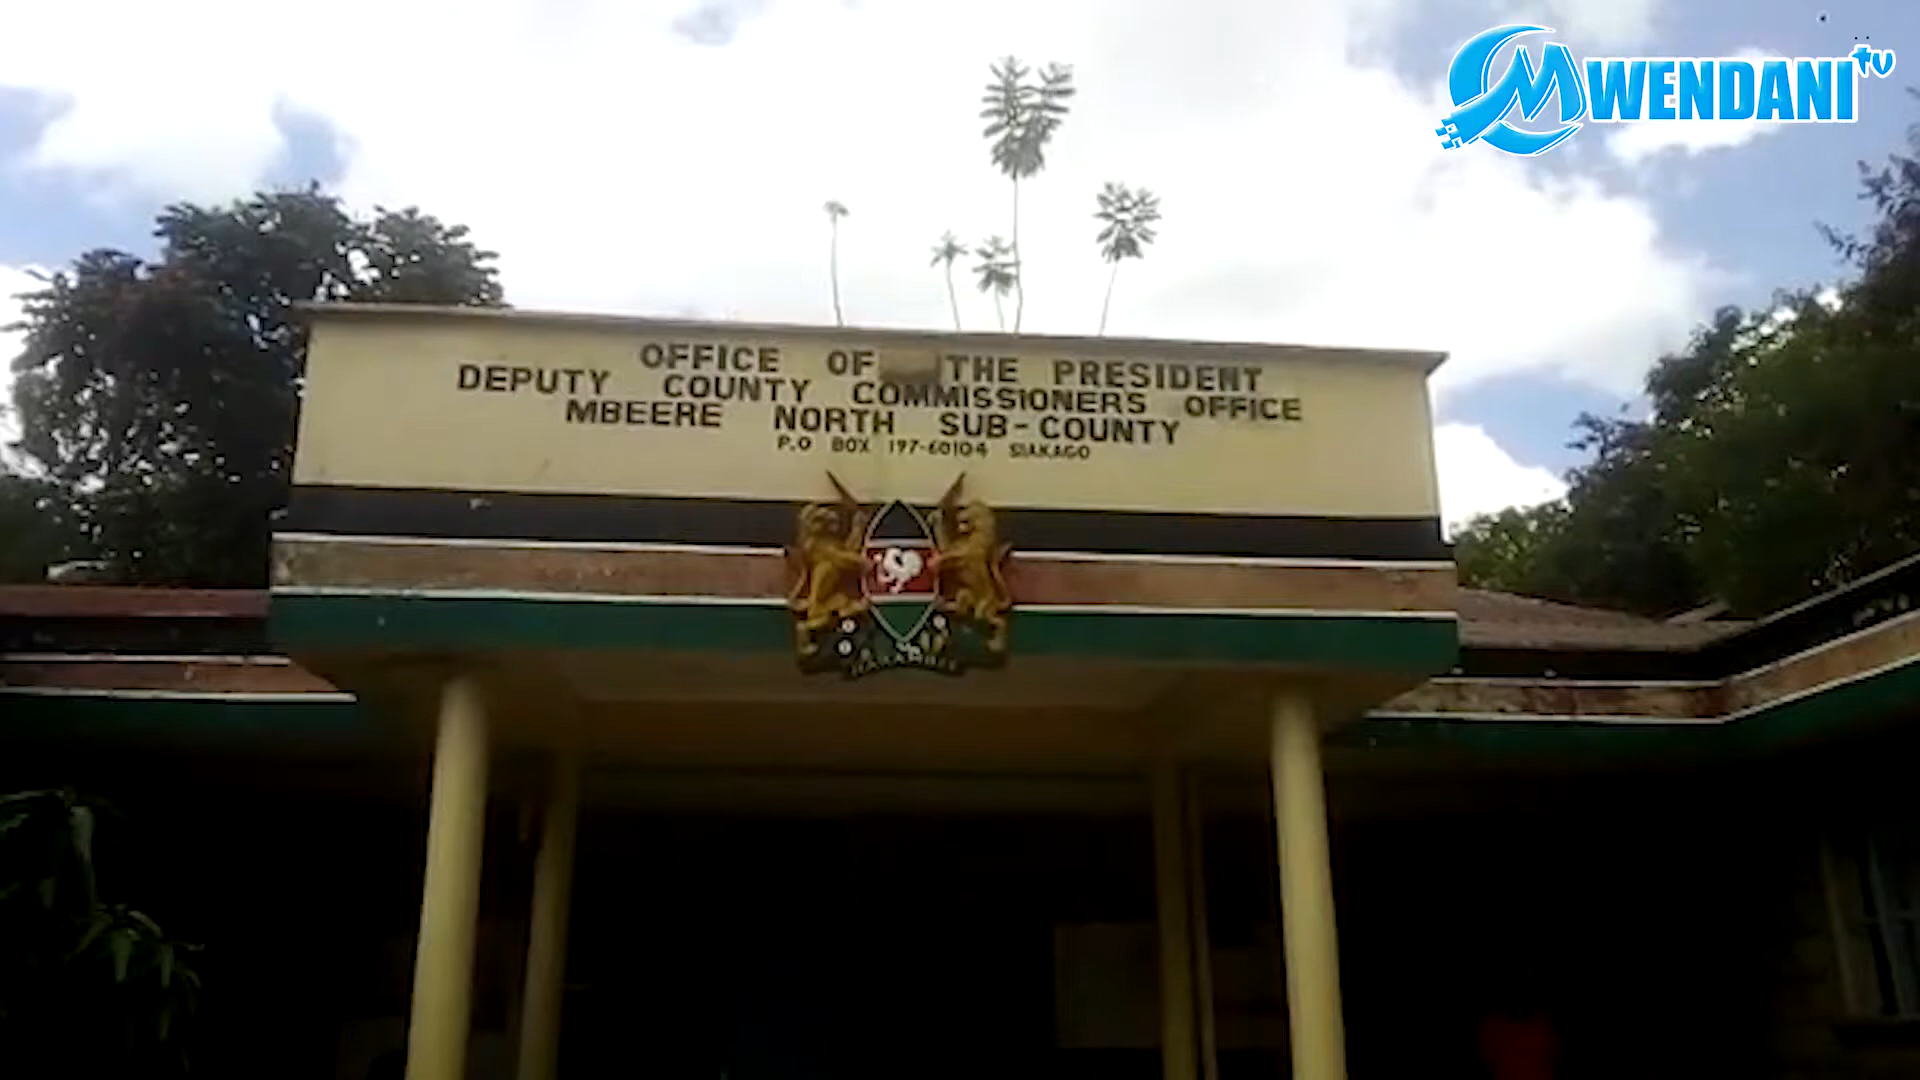 MWENDANI tv
OFFICE OF THE PRESIDENT
DEPUTY COUNTY COMMISSIONERS OFFICE
MBEERE NORTH SUB-COUNTY
P.O BOX 197-60104 SIAKAGO
HARAMBEE